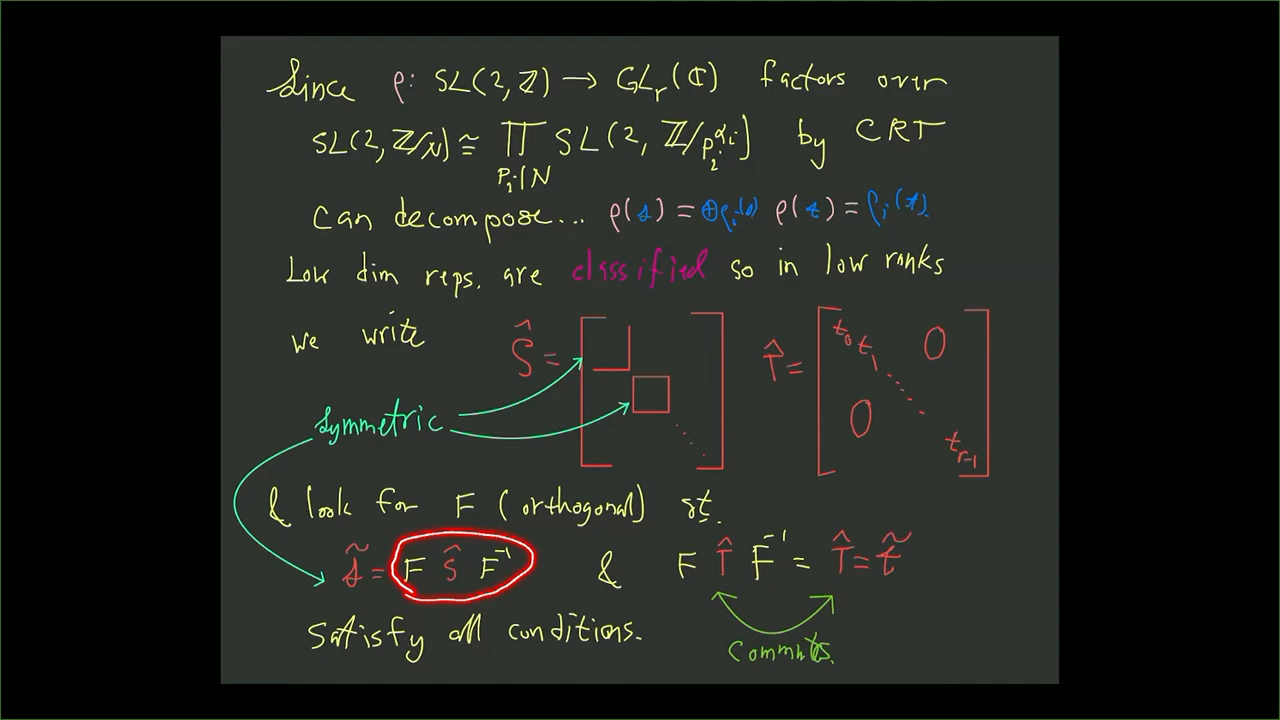 Since ρ: SL(2,ℤ) → GL_r(ℂ) factors over
SL(2,ℤ/N) ≅ ∏_{p_i|N} SL(2, ℤ/p_i^{α_i}) by CRT
can decompose... ρ(s) = ⊕ρ_i(s) ρ(t) = ρ_i(t).
Low dim reps. are classified so in low ranks
we write Ŝ = T̂ =
t_0 t_1 0
0 t_{r-1}
Symmetric
& look for F (orthogonal) st.
s̃ = F Ŝ F^{-1} & F T̂ F^{-1} = T̂ = t̃
Satisfy all conditions.
Commutes.